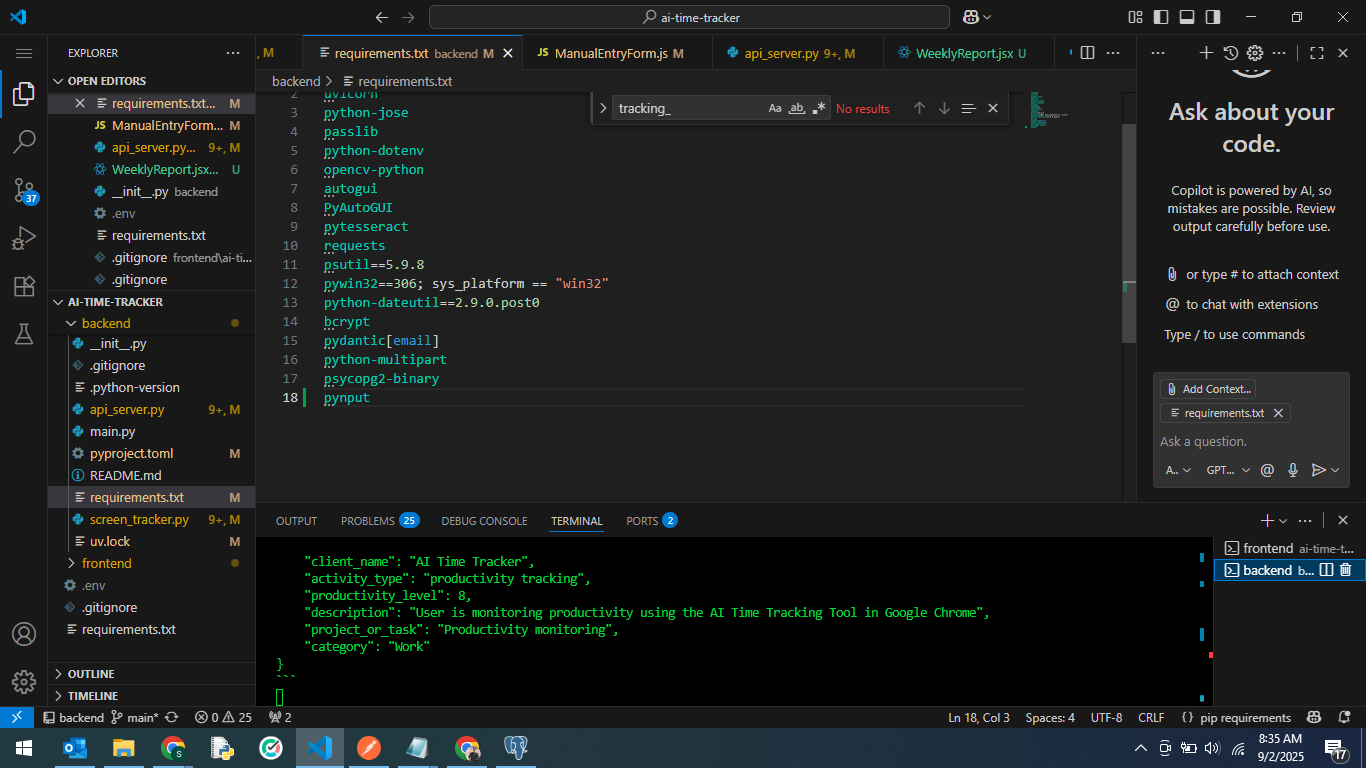 ai-time-tracker
EXPLORER
, M
requirements.txt backend M
ManualEntryForm.js M
api_server.py 9+, M
WeeklyReport.jsx U
OPEN EDITORS
requirements.txt... M
ManualEntryForm... M
api_server.py... 9+, M
WeeklyReport.jsx... U
__init__.py backend
.env
requirements.txt
.gitignore frontend\ai-ti...
.gitignore
37
AI-TIME-TRACKER
backend
__init__.py
.gitignore
.python-version
api_server.py 9+, M
main.py
pyproject.toml M
README.md
requirements.txt M
screen_tracker.py 9+, M
uv.lock M
frontend
.env
.gitignore
requirements.txt
OUTLINE
TIMELINE
backend > requirements.txt
tracking_ Aa ab .* No results
2 uvicorn
3 python-jose
4 passlib
5 python-dotenv
6 opencv-python
7 autogui
8 PyAutoGUI
9 pytesseract
10 requests
11 psutil==5.9.8
12 pywin32==306; sys_platform == "win32"
13 python-dateutil==2.9.0.post0
14 bcrypt
15 pydantic[email]
16 python-multipart
17 psycopg2-binary
18 pynput
Ask about your
code.
Copilot is powered by AI, so
mistakes are possible. Review
output carefully before use.
or type # to attach context
@ to chat with extensions
Type / to use commands
Add Context...
requirements.txt
Ask a question.
A.. GPT... @
OUTPUT PROBLEMS 25 DEBUG CONSOLE TERMINAL PORTS 2
"client_name": "AI Time Tracker",
"activity_type": "productivity tracking",
"productivity_level": 8,
"description": "User is monitoring productivity using the AI Time Tracking Tool in Google Chrome",
"project_or_task": "Productivity monitoring",
"category": "Work"
}
```
frontend ai-time-t...
backend b...
backend main* 0 25 2
Ln 18, Col 3 Spaces: 4 UTF-8 CRLF { } pip requirements
8:35 AM
9/2/2025
17